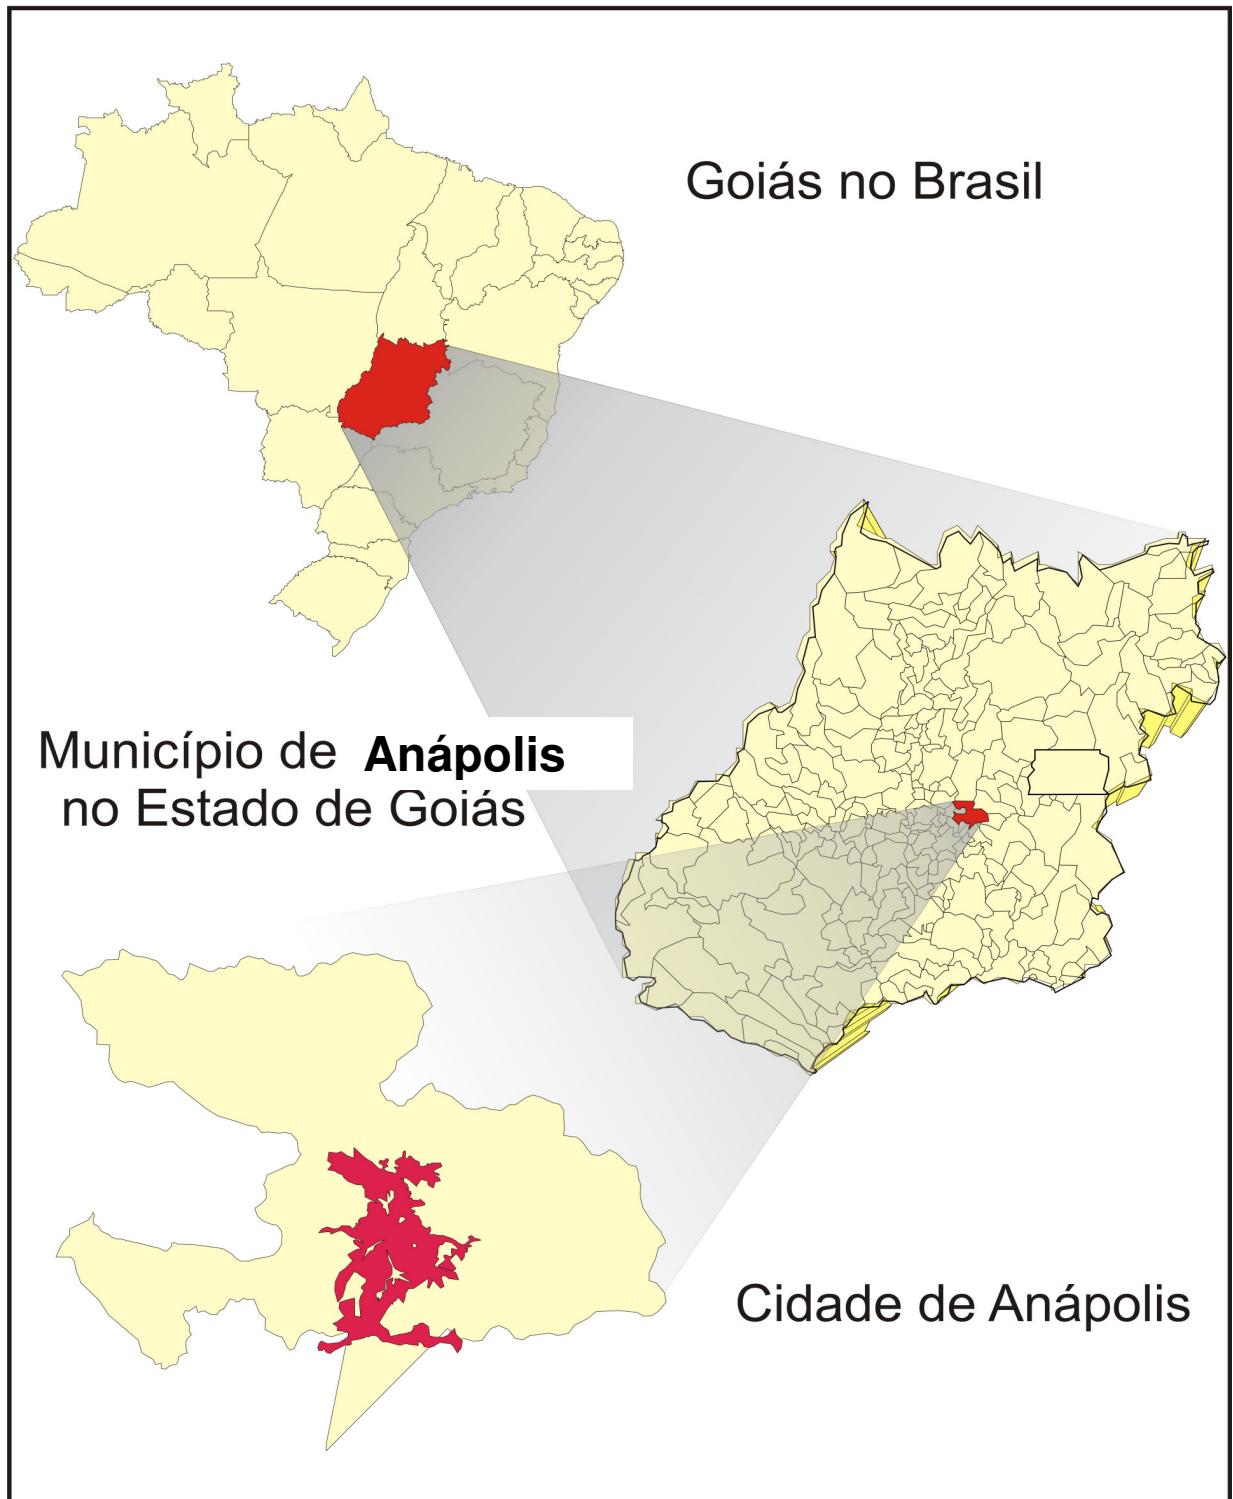 Goiás no Brasil
Município de Anápolis
no Estado de Goiás
Cidade de Anápolis